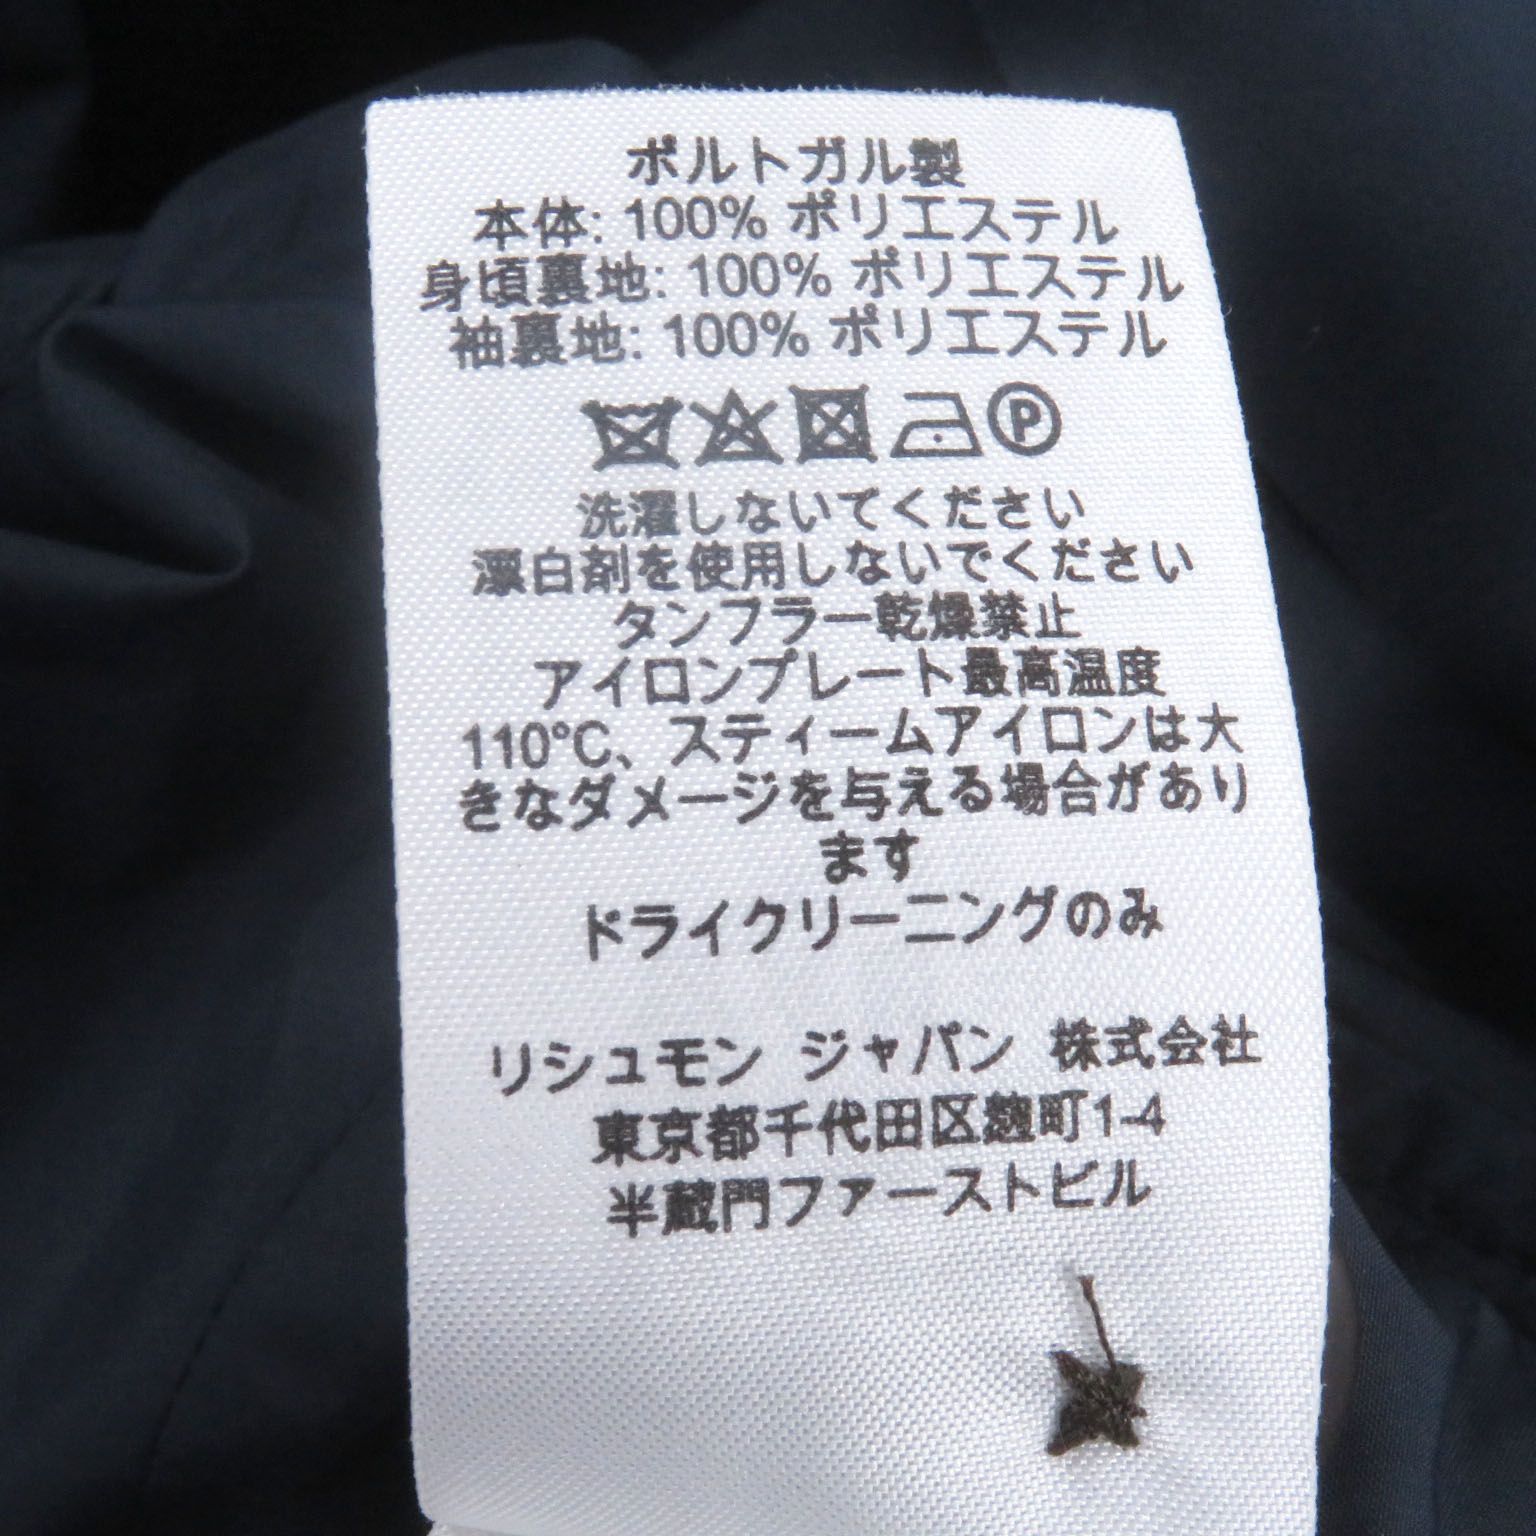 ポルトガル製
本体: 100% ポリエステル
身頃裏地: 100% ポリエステル
袖裏地: 100% ポリエステル
P
洗濯しないてください
漂白剤を使用しないでください
タンブラー乾燥禁止
アイロンプレート最高温度
110°C、スティームアイロンは大
きなダメージを与える場合があり
ます
ドライクリーニングのみ
リシュモン ジャパン 株式会社
東京都千代田区麹町1-4
半蔵門ファーストビル